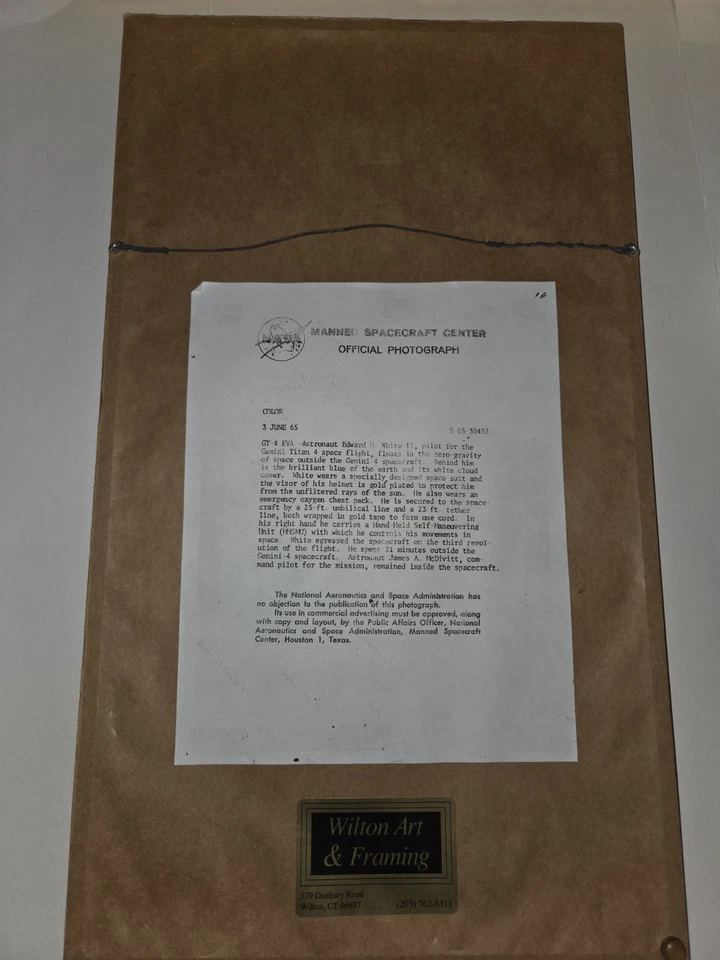 1A
NASA
MANNED SPACECRAFT CENTER
OFFICIAL PHOTOGRAPH
COLOR
3 JUNE 65
S-65-30432
GT-4 EVA--Astronaut Edward H. White II, pilot for the
Gemini Titan 4 space flight, floats in the zero gravity
of space outside the Gemini 4 spacecraft. Behind him
is the brilliant blue of the earth and its white cloud
cover. White wears a specially designed space suit and
the visor of his helmet is gold plated to protect him
from the unfiltered rays of the sun. He also wears an
emergency oxygen chest pack. He is secured to the space
craft by a 25-ft. umbilical line and a 23-ft. tether
line, both wrapped in gold tape to form one cord. In
his right hand he carries a Hand-Held Self-Maneuvering
Unit (HHSMU) with which he controls his movements in
space. White egressed the spacecraft on the third revol-
ution of the flight. He spent 21 minutes outside the
Gemini-4 spacecraft. Astronaut James A. McDivitt, com-
mand pilot for the mission, remained inside the spacecraft.
The National Aeronautics and Space Administration has
no objection to the publication of this photograph.
Its use in commercial advertising must be approved, along
with copy and layout, by the Public Affairs Officer, National
Aeronautics and Space Administration, Manned Spacecraft
Center, Houston 1, Texas.
Wilton Art
& Framing
379 Danbury Road
Wilton, CT 06897
(203) 762-8311